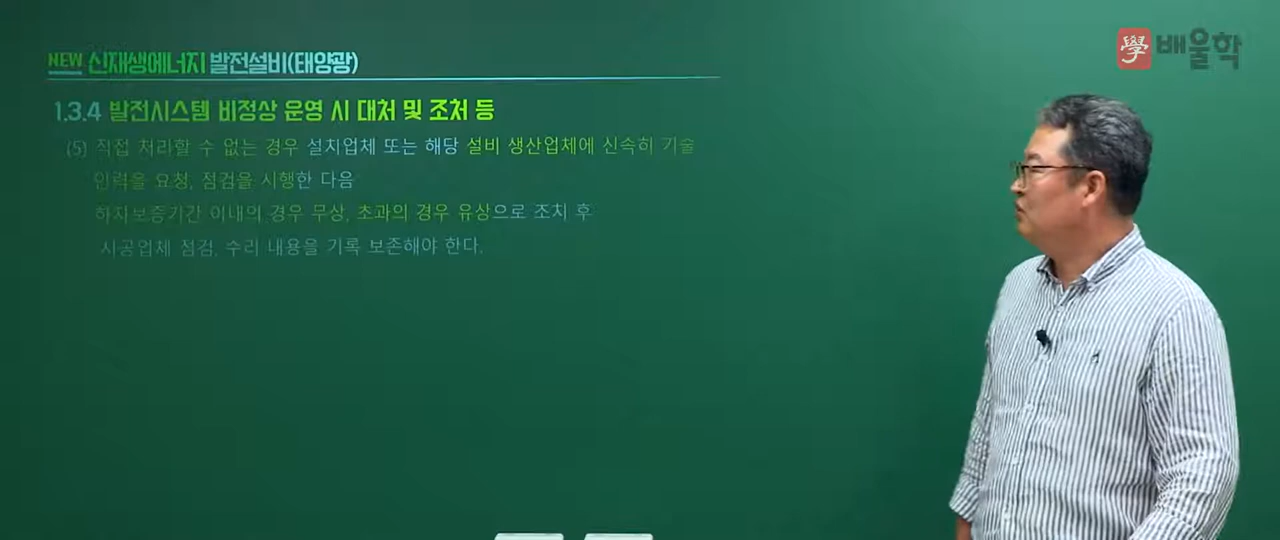 NEW 신재생에너지 발전설비(태양광)
學 배울학
1.3.4 발전시스템 비정상 운영 시 대처 및 조처 등
(5) 직접 처리할 수 없는 경우 설치업체 또는 해당 설비 생산업체에 신속히 기술
인력을 요청, 점검을 시행한 다음
하자보증기간 이내의 경우 무상, 초과의 경우 유상으로 조치 후
시공업체 점검, 수리 내용을 기록 보존해야 한다.